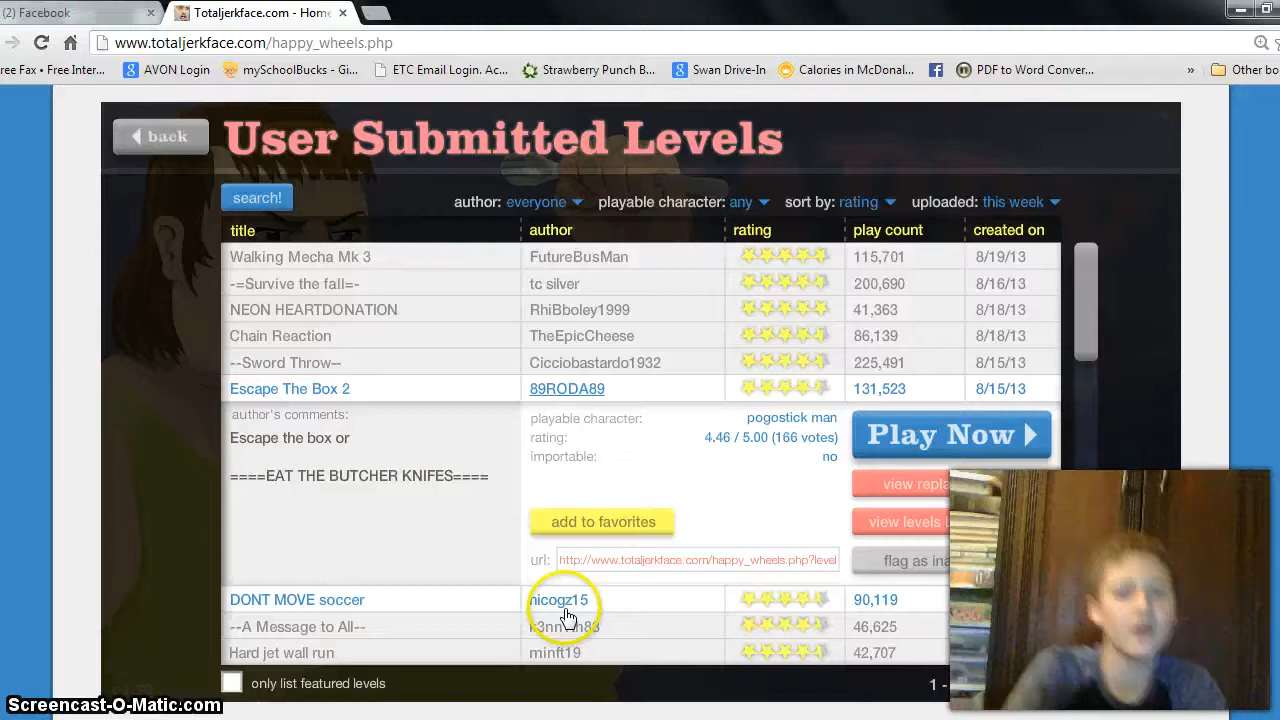 (2) Facebook
Totaljerkface.com - Home
www.totaljerkface.com/happy_wheels.php
ree Fax • Free Inter...
AVON Login
mySchoolBucks - Gi...
ETC Email Login. Ac...
Strawberry Punch B...
Swan Drive-In
Calories in McDonal...
PDF to Word Conver...
»
Other bo
back
User Submitted Levels
search!
author: everyone
playable character: any
sort by: rating
uploaded: this week
title author rating play count created on
Walking Mecha Mk 3 FutureBusMan 115,701 8/19/13
-=Survive the fall=- tc silver 200,690 8/16/13
NEON HEARTDONATION RhiBboley1999 41,363 8/18/13
Chain Reaction TheEpicCheese 86,139 8/18/13
--Sword Throw-- Cicciobastardo1932 225,491 8/15/13
Escape The Box 2 89RODA89 131,523 8/15/13
author's comments:
Escape the box or
====EAT THE BUTCHER KNIFES====
playable character: pogostick man
rating: 4.46 / 5.00 (166 votes)
importable: no
Play Now
view repla
view levels
add to favorites
url: http://www.totaljerkface.com/happy_wheels.php?level
flag as ina
DONT MOVE soccer nicogz15 90,119
--A Message to All-- 46,625
Hard jet wall run minft19 42,707
only list featured levels
1 -
Screencast-O-Matic.com